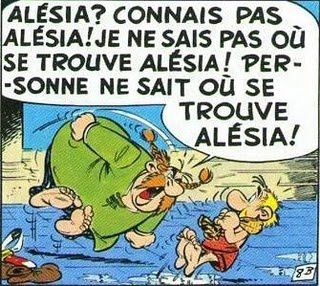 ALÉSIA? CONNAIS PAS
ALÉSIA! JE NE SAIS PAS OÙ
SE TROUVE ALÉSIA! PER-
-SONNE NE SAIT OÙ SE
TROUVE
ALÉSIA!
8B